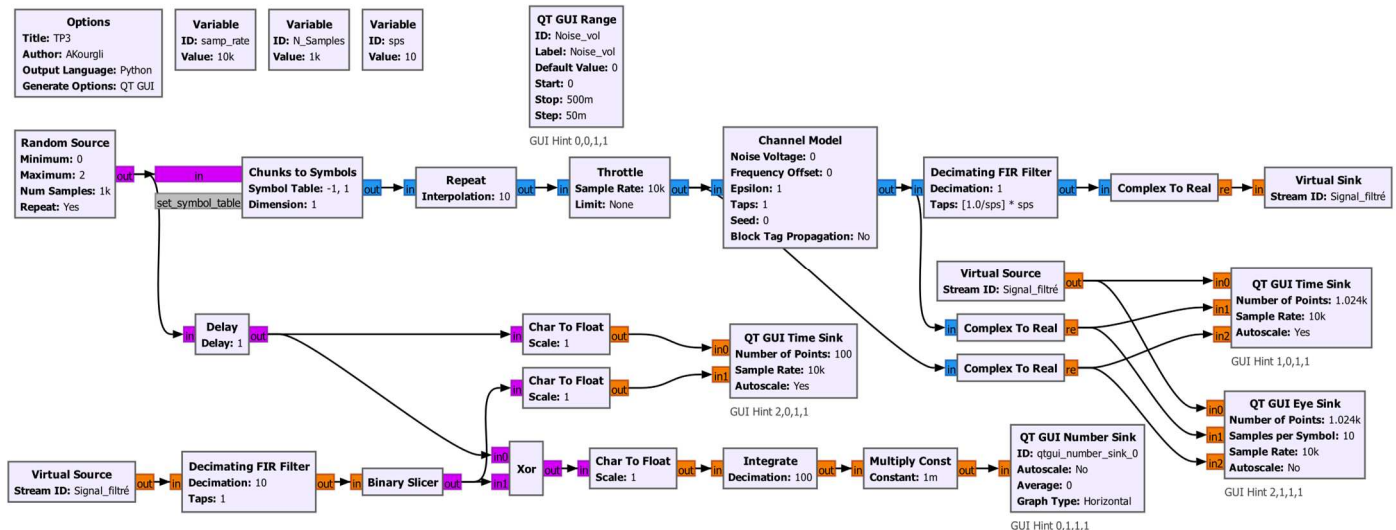 Options
Title: TP3
Author: AKourgli
Output Language: Python
Generate Options: QT GUI
Variable
ID: samp_rate
Value: 10k
Variable
ID: N_Samples
Value: 1k
Variable
ID: sps
Value: 10
QT GUI Range
ID: Noise_vol
Label: Noise_vol
Default Value: 0
Start: 0
Stop: 500m
Step: 50m
GUI Hint 0,0,1,1
Random Source
Minimum: 0
Maximum: 2
Num Samples: 1k
Repeat: Yes
out
in
set_symbol_table
Chunks to Symbols
Symbol Table: -1, 1
Dimension: 1
out
in
Repeat
Interpolation: 10
out
in
Throttle
Sample Rate: 10k
Limit: None
out
in
Channel Model
Noise Voltage: 0
Frequency Offset: 0
Epsilon: 1
Taps: 1
Seed: 0
Block Tag Propagation: No
out
in
Decimating FIR Filter
Decimation: 1
Taps: [1.0/sps] * sps
out
in
Complex To Real
re
in
Virtual Sink
Stream ID: Signal_filtré
Virtual Source
Stream ID: Signal_filtré
out
in
Complex To Real
re
in
Complex To Real
re
in0
in1
in2
QT GUI Time Sink
Number of Points: 1.024k
Sample Rate: 10k
Autoscale: Yes
GUI Hint 1,0,1,1
in
Delay
Delay: 1
out
in
Char To Float
Scale: 1
out
in
Char To Float
Scale: 1
out
in0
in1
QT GUI Time Sink
Number of Points: 100
Sample Rate: 10k
Autoscale: Yes
GUI Hint 2,0,1,1
in0
in1
in2
QT GUI Eye Sink
Number of Points: 1.024k
Samples per Symbol: 10
Sample Rate: 10k
Autoscale: No
GUI Hint 2,1,1,1
Virtual Source
Stream ID: Signal_filtré
out
in
Decimating FIR Filter
Decimation: 10
Taps: 1
out
in
Binary Slicer
out
in0
in1
Xor
out
in
Char To Float
Scale: 1
out
in
Integrate
Decimation: 100
out
in
Multiply Const
Constant: 1m
out
in
QT GUI Number Sink
ID: qtgui_number_sink_0
Autoscale: No
Average: 0
Graph Type: Horizontal
GUI Hint 0,1,1,1